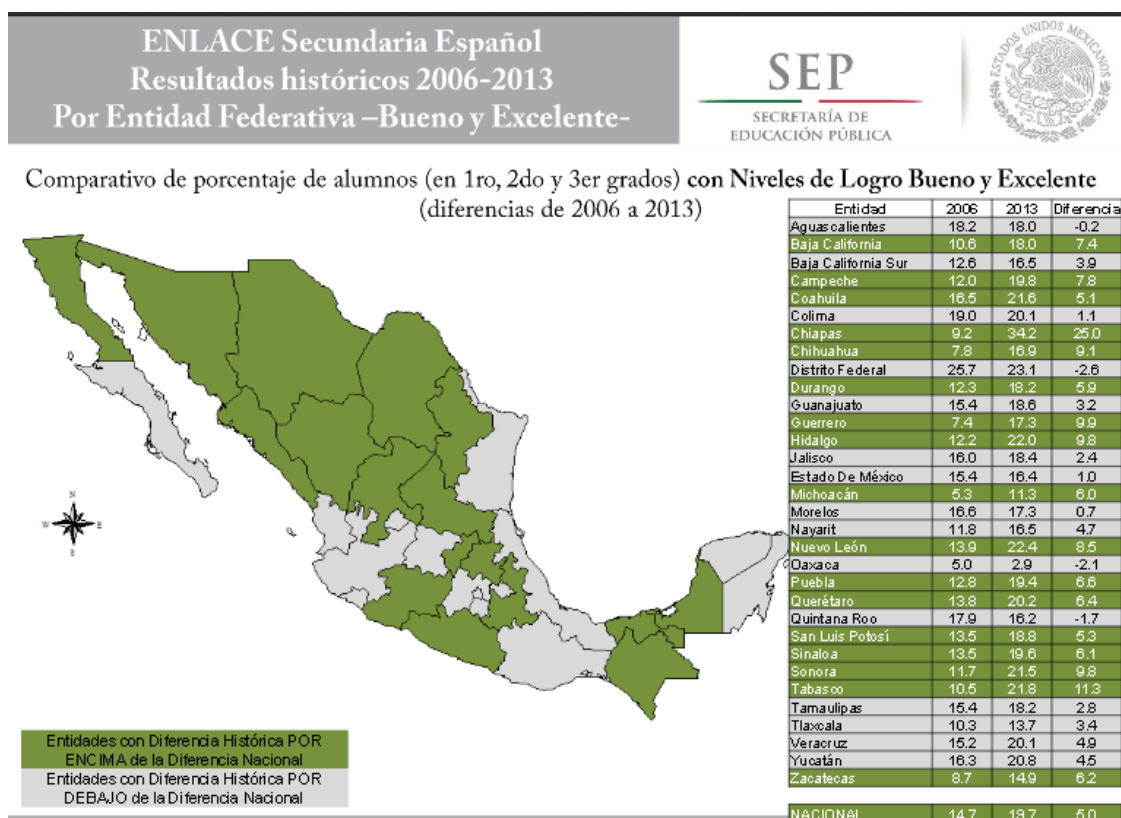 ENLACE Secundaria Español
Resultados históricos 2006-2013
Por Entidad Federativa –Bueno y Excelente-
SEP
SECRETARÍA DE
EDUCACIÓN PÚBLICA
ESTADOS UNIDOS MEXICANOS
Comparativo de porcentaje de alumnos (en 1ro, 2do y 3er grados) con Niveles de Logro Bueno y Excelente
(diferencias de 2006 a 2013)
Entidad 2006 2013 Diferencia
Aguascalientes 18.2 18.0 -0.2
Baja California 10.6 18.0 7.4
Baja California Sur 12.6 16.5 3.9
Campeche 12.0 19.8 7.8
Coahuila 16.5 21.6 5.1
Colima 19.0 20.1 1.1
Chiapas 9.2 34.2 25.0
Chihuahua 7.8 16.9 9.1
Distrito Federal 25.7 23.1 -2.6
Durango 12.3 18.2 5.9
Guanajuato 15.4 18.6 3.2
Guerrero 7.4 17.3 9.9
Hidalgo 12.2 22.0 9.8
Jalisco 16.0 18.4 2.4
Estado De México 15.4 16.4 1.0
Michoacán 5.3 11.3 6.0
Morelos 16.6 17.3 0.7
Nayarit 11.8 16.5 4.7
Nuevo León 13.9 22.4 8.5
Oaxaca 5.0 2.9 -2.1
Puebla 12.8 19.4 6.6
Querétaro 13.8 20.2 6.4
Quintana Roo 17.9 16.2 -1.7
San Luis Potosí 13.5 18.8 5.3
Sinaloa 13.5 19.6 6.1
Sonora 11.7 21.5 9.8
Tabasco 10.5 21.8 11.3
Tamaulipas 15.4 18.2 2.8
Tlaxcala 10.3 13.7 3.4
Veracruz 15.2 20.1 4.9
Yucatán 16.3 20.8 4.5
Zacatecas 8.7 14.9 6.2
NACIONAL 14.7 19.7 5.0
N
W E
S
Entidades con Diferencia Histórica POR
ENCIMA de la Diferencia Nacional
Entidades con Diferencia Histórica POR
DEBAJO de la Diferencia Nacional